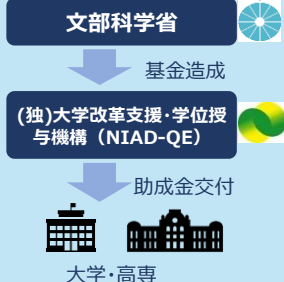 文部科学省
基金造成
(独)大学改革支援･学位授
与機構（NIAD-QE）
助成金交付
大学･高専